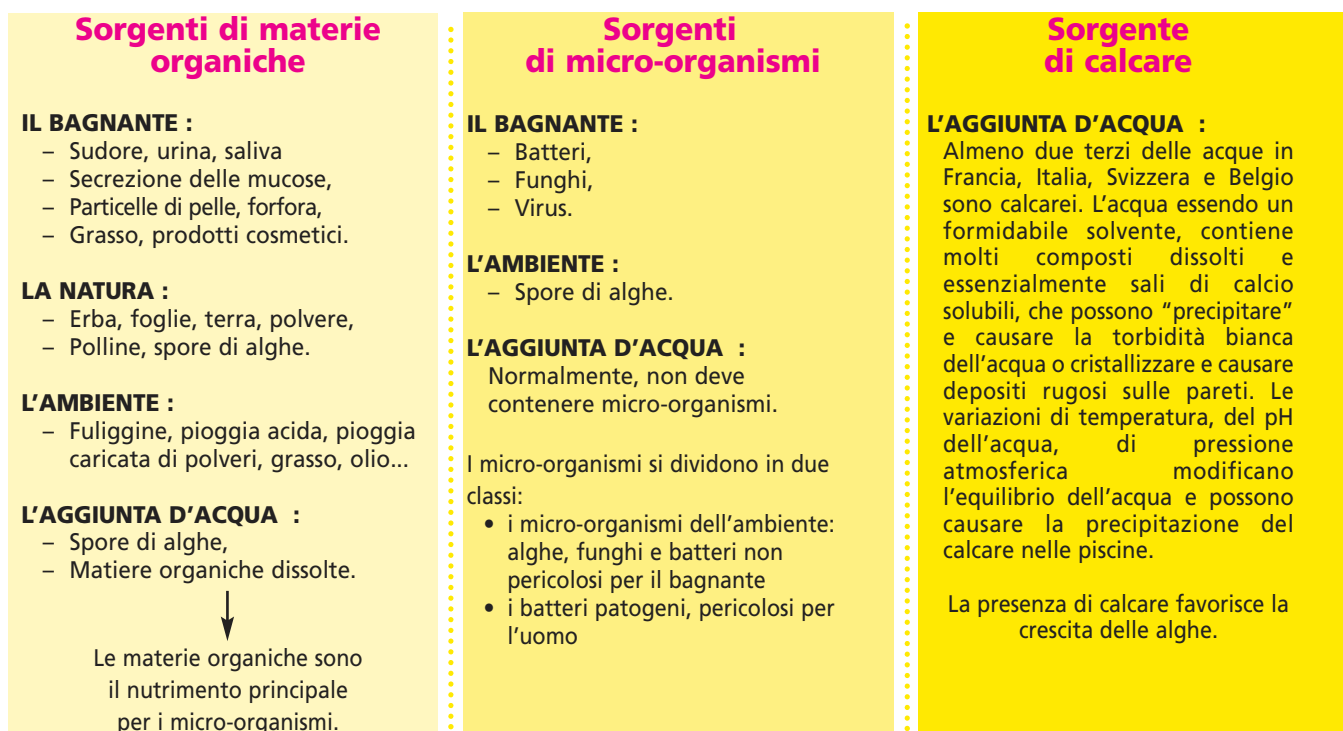 Sorgenti di materie
organiche
IL BAGNANTE :
– Sudore, urina, saliva
– Secrezione delle mucose,
– Particelle di pelle, forfora,
– Grasso, prodotti cosmetici.
LA NATURA :
– Erba, foglie, terra, polvere,
– Polline, spore di alghe.
L'AMBIENTE :
– Fuliggine, pioggia acida, pioggia
caricata di polveri, grasso, olio...
L'AGGIUNTA D'ACQUA :
– Spore di alghe,
– Matiere organiche dissolte.
Le materie organiche sono
il nutrimento principale
per i micro-organismi.
Sorgenti
di micro-organismi
IL BAGNANTE :
– Batteri,
– Funghi,
– Virus.
L'AMBIENTE :
– Spore di alghe.
L'AGGIUNTA D'ACQUA :
Normalmente, non deve
contenere micro-organismi.
I micro-organismi si dividono in due
classi:
• i micro-organismi dell'ambiente:
alghe, funghi e batteri non
pericolosi per il bagnante
• i batteri patogeni, pericolosi per
l'uomo
Sorgente
di calcare
L'AGGIUNTA D'ACQUA :
Almeno due terzi delle acque in
Francia, Italia, Svizzera e Belgio
sono calcarei. L'acqua essendo un
formidabile solvente, contiene
molti composti dissolti e
essenzialmente sali di calcio
solubili, che possono “precipitare”
e causare la torbidità bianca
dell'acqua o cristallizzare e causare
depositi rugosi sulle pareti. Le
variazioni di temperatura, del pH
dell'acqua, di pressione
atmosferica modificano
l'equilibrio dell'acqua e possono
causare la precipitazione del
calcare nelle piscine.
La presenza di calcare favorisce la
crescita delle alghe.